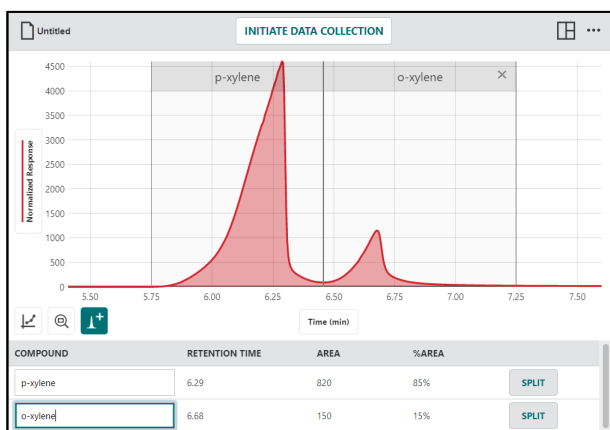 Untitled INITIATE DATA COLLECTION
p-xylene o-xylene
Normalized Response
4500
4000
3500
3000
2500
2000
1500
1000
500
0
5.50 5.75 6.00 6.25 6.50 6.75 7.00 7.25 7.50
Time (min)
COMPOUND RETENTION TIME AREA %AREA
p-xylene 6.29 820 85% SPLIT
o-xylene 6.68 150 15% SPLIT